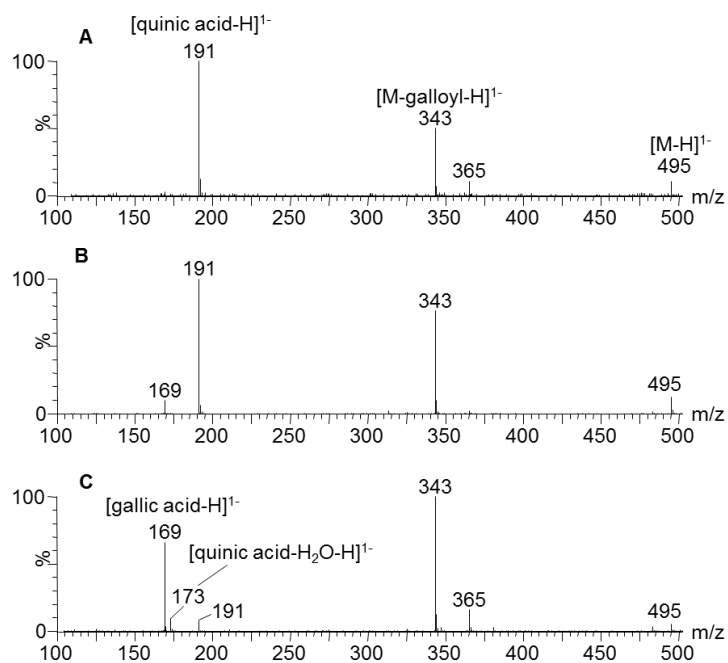 A
[quinic acid-H]¹⁻
191
100
%
0
[M-galloyl-H]¹⁻
343
365
[M-H]¹⁻
495
100 150 200 250 300 350 400 450 500 m/z
B
191
100
%
0
169
343
495
100 150 200 250 300 350 400 450 500 m/z
C
343
100
%
0
[gallic acid-H]¹⁻
169
[quinic acid-H₂O-H]¹⁻
173
191
365
495
100 150 200 250 300 350 400 450 500 m/z